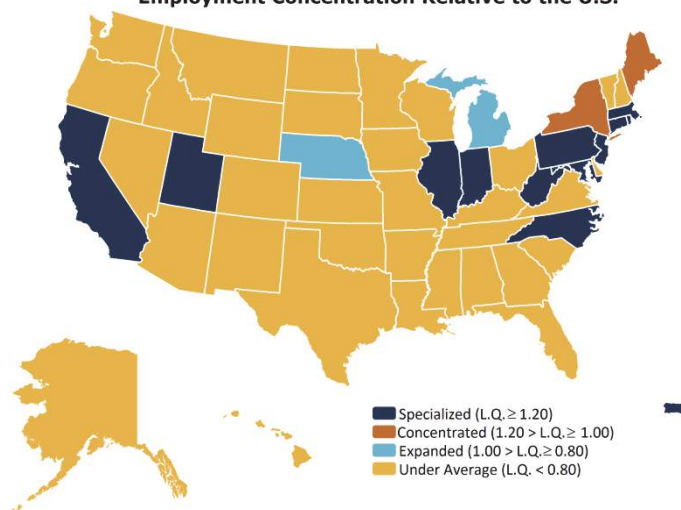 Employment Concentration Relative to the U.S.
Specialized (L.Q. ≥ 1.20)
Concentrated (1.20 > L.Q. ≥ 1.00)
Expanded (1.00 > L.Q. ≥ 0.80)
Under Average (L.Q. < 0.80)